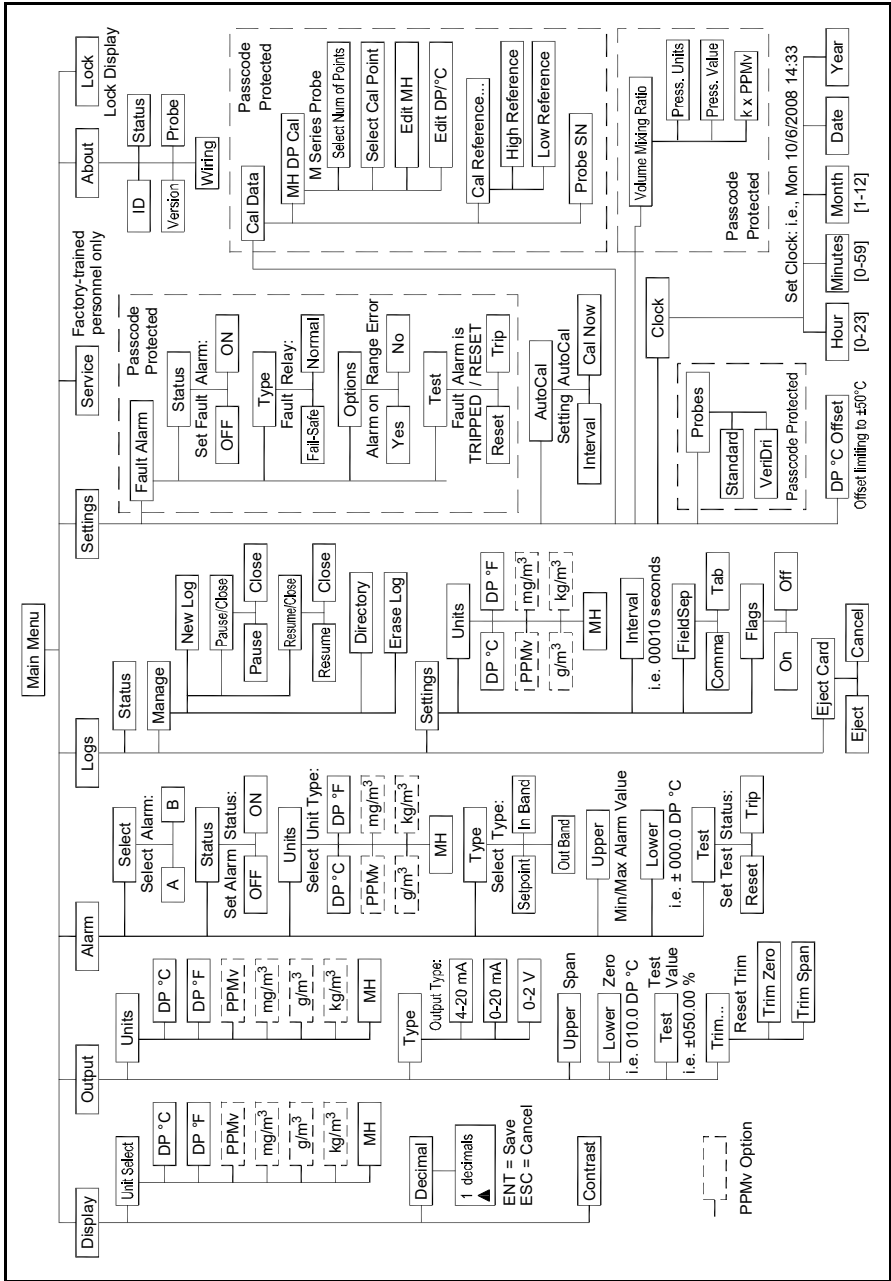 Main Menu
Display
Unit Select
DP °C
DP °F
PPMv
mg/m³
g/m³
kg/m³
MH
Decimal
1 decimals
▲
ENT = Save
ESC = Cancel
Contrast
PPMv Option
Output
Units
DP °C
DP °F
PPMv
mg/m³
g/m³
kg/m³
MH
Type
Output Type:
4-20 mA
0-20 mA
0-2 V
Upper Span
Lower Zero
i.e. 010.0 DP °C
Test Test Value
i.e. ±050.00 %
Trim...
Reset Trim
Trim Zero
Trim Span
Alarm
Select
Select Alarm:
A B
Status
Set Alarm Status:
OFF ON
Units
Select Unit Type:
DP °C DP °F
PPMv mg/m³
g/m³ kg/m³
MH
Type
Select Type:
Setpoint In Band
Out Band
Upper
Min/Max Alarm Value
Lower
i.e. ± 000.0 DP °C
Test
Set Test Status:
Reset Trip
Logs
Status
Manage
New Log
Pause/Close
Pause Close
Resume/Close
Resume Close
Directory
Erase Log
Settings
Units
DP °C DP °F
PPMv mg/m³
g/m³ kg/m³
MH
Interval
i.e. 00010 seconds
FieldSep
Comma Tab
Flags
On Off
Eject Card
Eject Cancel
Settings
Fault Alarm
Passcode
Protected
Status
Set Fault Alarm:
OFF ON
Type
Fault Relay:
Fail-Safe Normal
Options
Alarm on Range Error
Yes No
Test
Fault Alarm is
TRIPPED / RESET
Reset Trip
AutoCal
Setting AutoCal
Interval Cal Now
Cal Data
Passcode
Protected
MH DP Cal
M Series Probe
Select Num of Points
Select Cal Point
Edit MH
Edit DP/°C
Cal Reference...
High Reference
Low Reference
Probe SN
Volume Mixing Ratio
Press. Units
Press. Value
k x PPMv
Passcode
Protected
Clock
Set Clock: i.e., Mon 10/6/2008 14:33
Hour Minutes Month Date Year
[0-23] [0-59] [1-12]
Probes
Standard
VeriDri
Passcode Protected
DP °C Offset
Offset limiting to ±50°C
Service
Factory-trained
personnel only
About
ID Status
Version Probe
Wiring
Lock
Lock Display